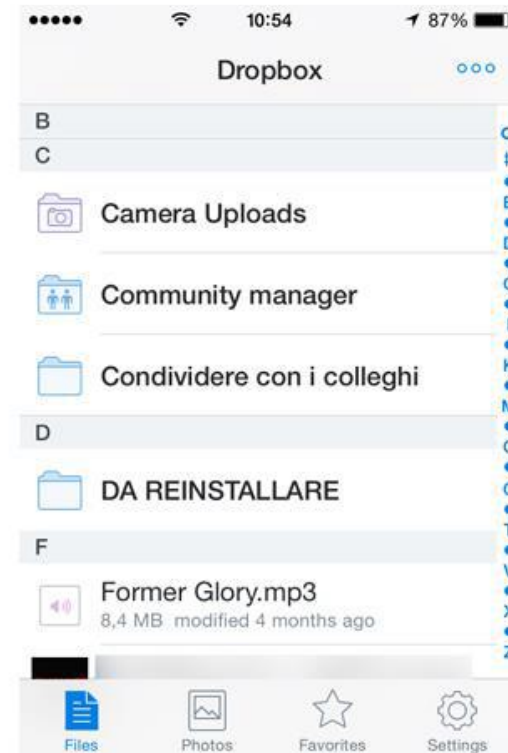 10:54
87%
Dropbox
B
C
Camera Uploads
Community manager
Condividere con i colleghi
D
DA REINSTALLARE
F
Former Glory.mp3
8,4 MB modified 4 months ago
Files
Photos
Favorites
Settings